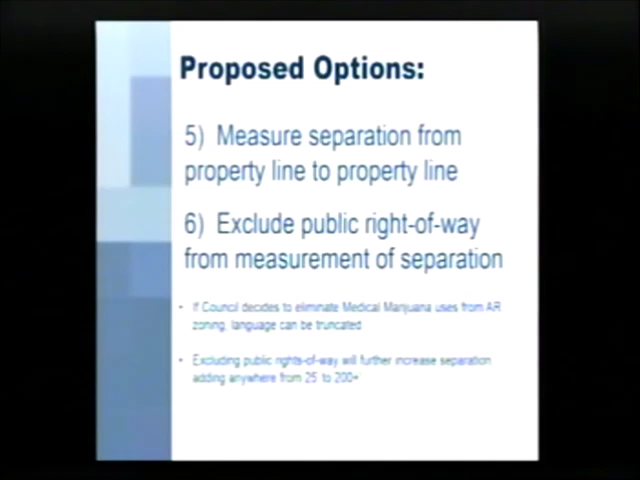 Proposed Options:
5) Measure separation from
property line to property line
6) Exclude public right-of-way
from measurement of separation
• If Council decides to eliminate Medical Marijuana uses from AR
zoning, language can be truncated
• Excluding public rights-of-way will further increase separation
adding anywhere from 25 to 200+